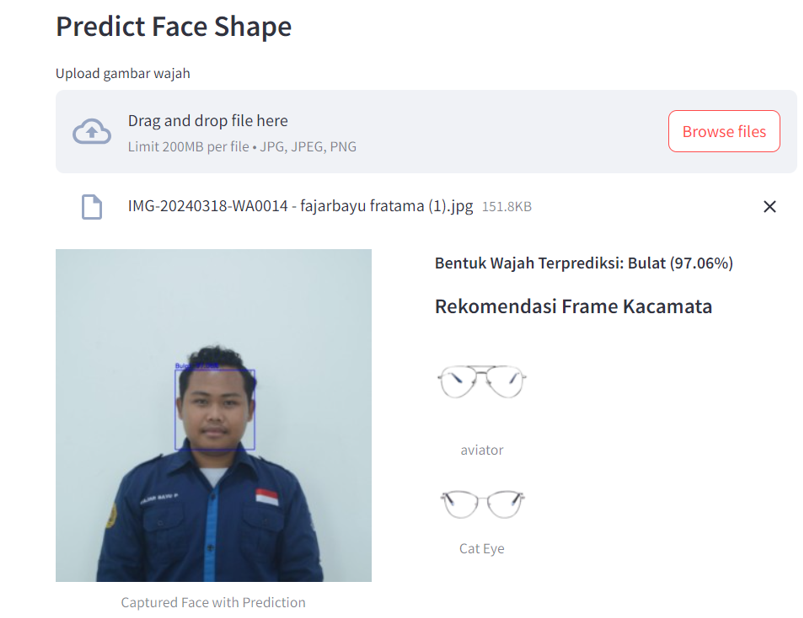 Predict Face Shape
Upload gambar wajah
Drag and drop file here
Limit 200MB per file • JPG, JPEG, PNG
Browse files
IMG-20240318-WA0014 - fajarbayu fratama (1).jpg 151.8KB
Bentuk Wajah Terprediksi: Bulat (97.06%)
Rekomendasi Frame Kacamata
aviator
Cat Eye
Captured Face with Prediction